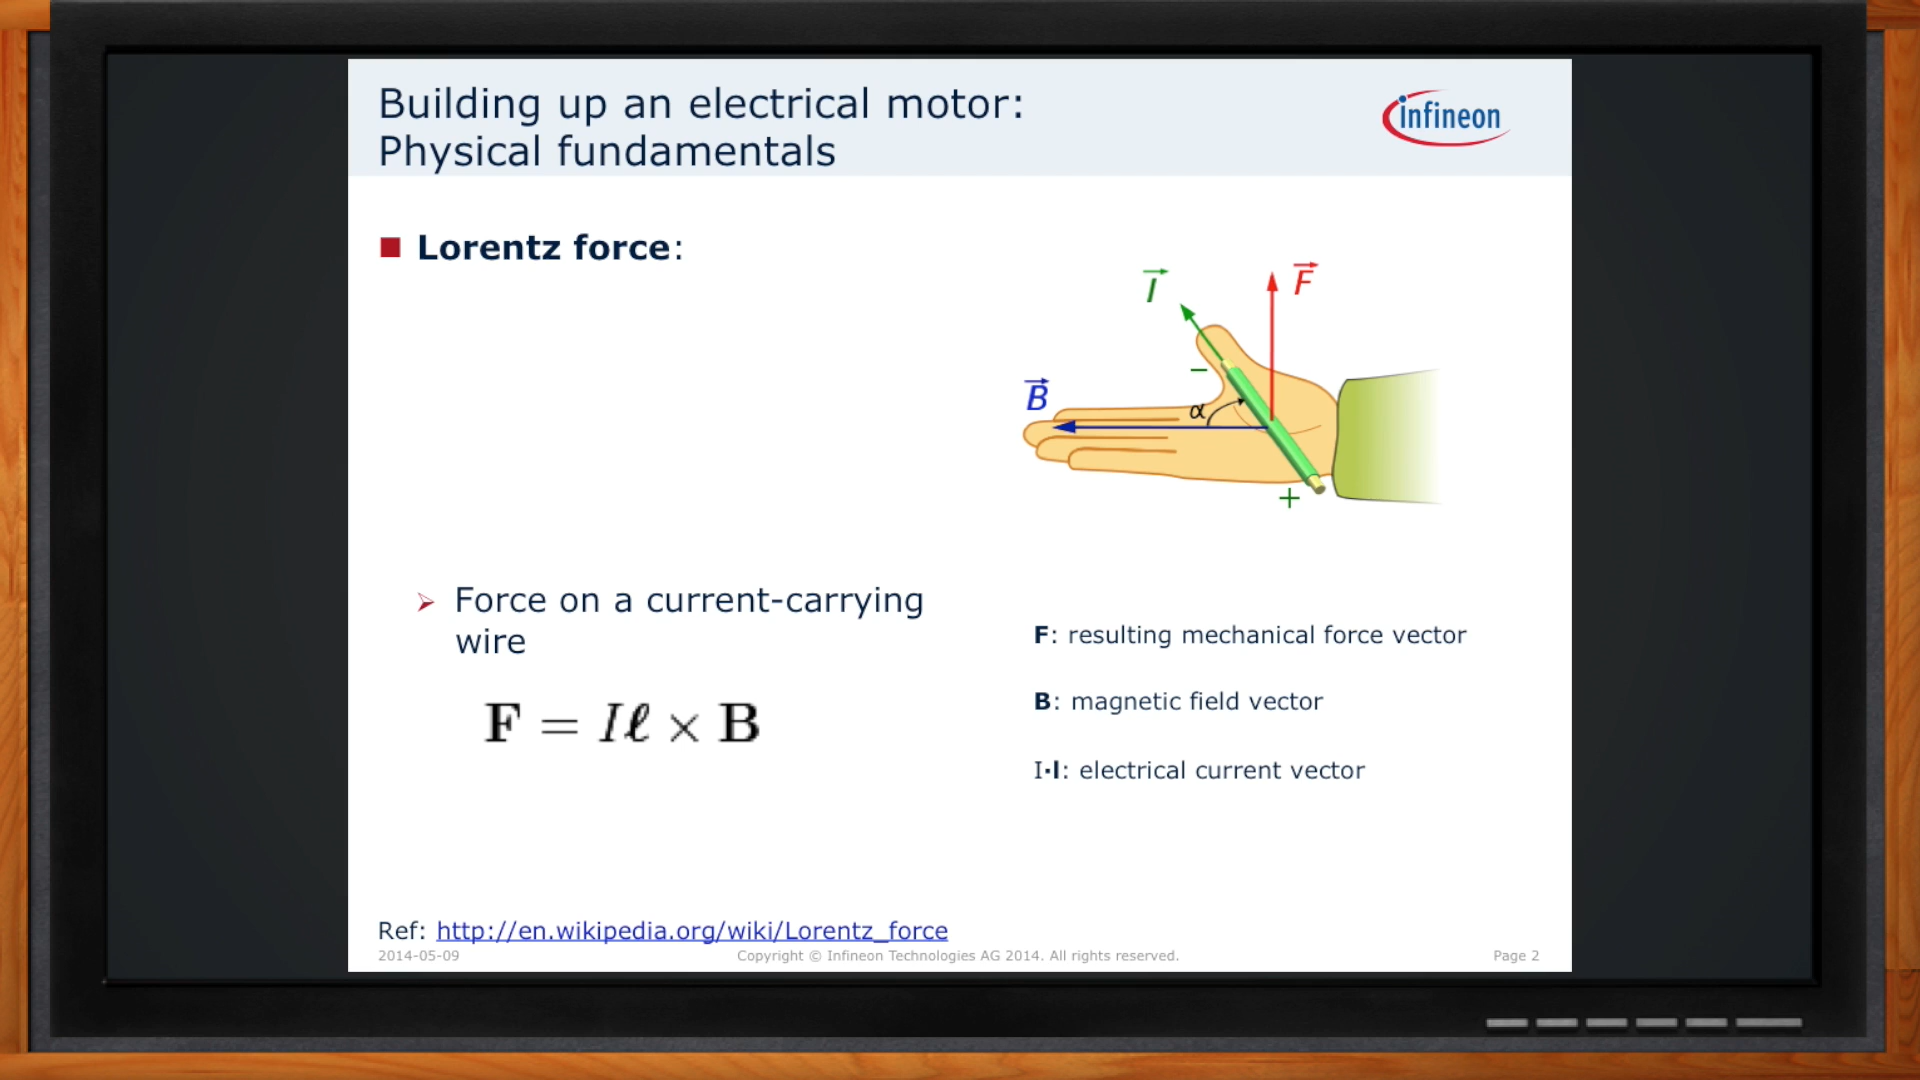 Building up an electrical motor:
Physical fundamentals
infineon
Lorentz force:
I
F
B
−
α
+
Force on a current-carrying
wire
F = Iℓ × B
F: resulting mechanical force vector
B: magnetic field vector
I·l: electrical current vector
Ref: http://en.wikipedia.org/wiki/Lorentz_force
2014-05-09
Copyright © Infineon Technologies AG 2014. All rights reserved.
Page 2